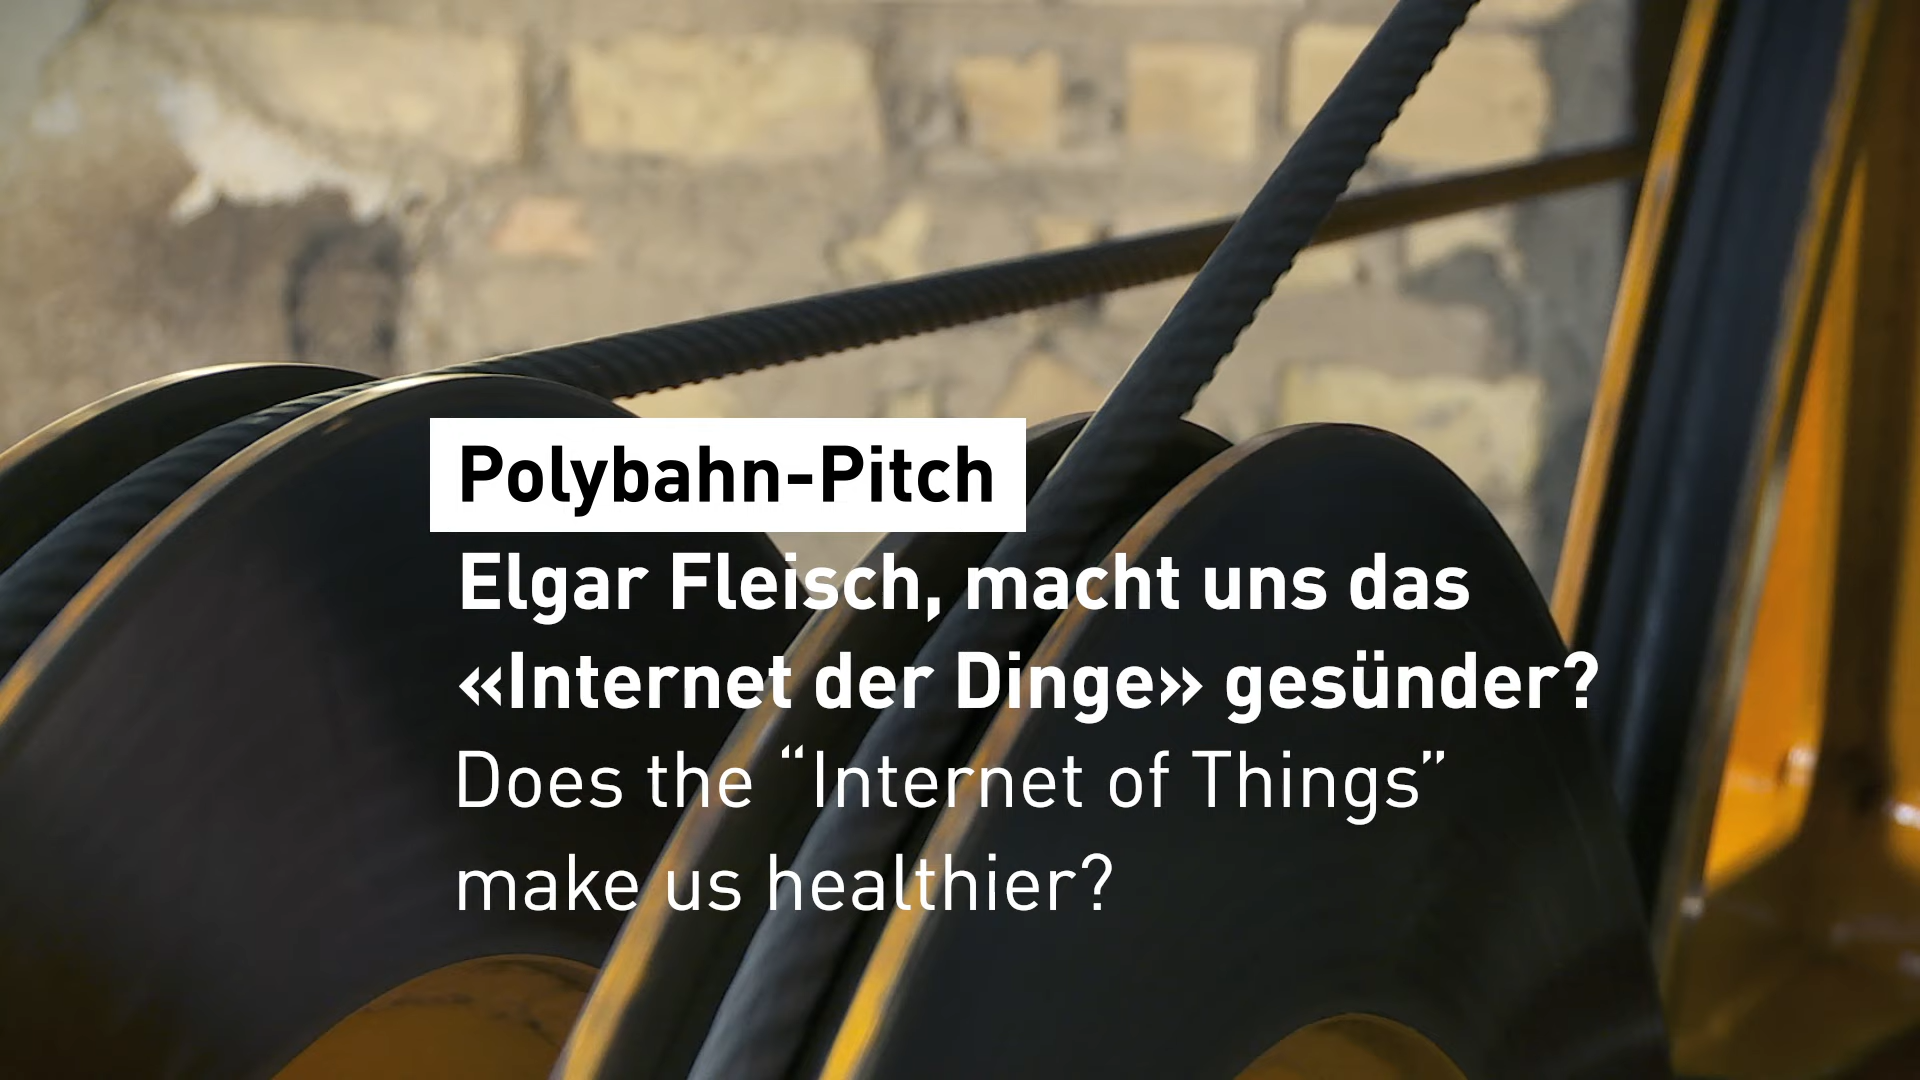 Polybahn-Pitch
Elgar Fleisch, macht uns das
«Internet der Dinge» gesünder?
Does the “Internet of Things”
make us healthier?